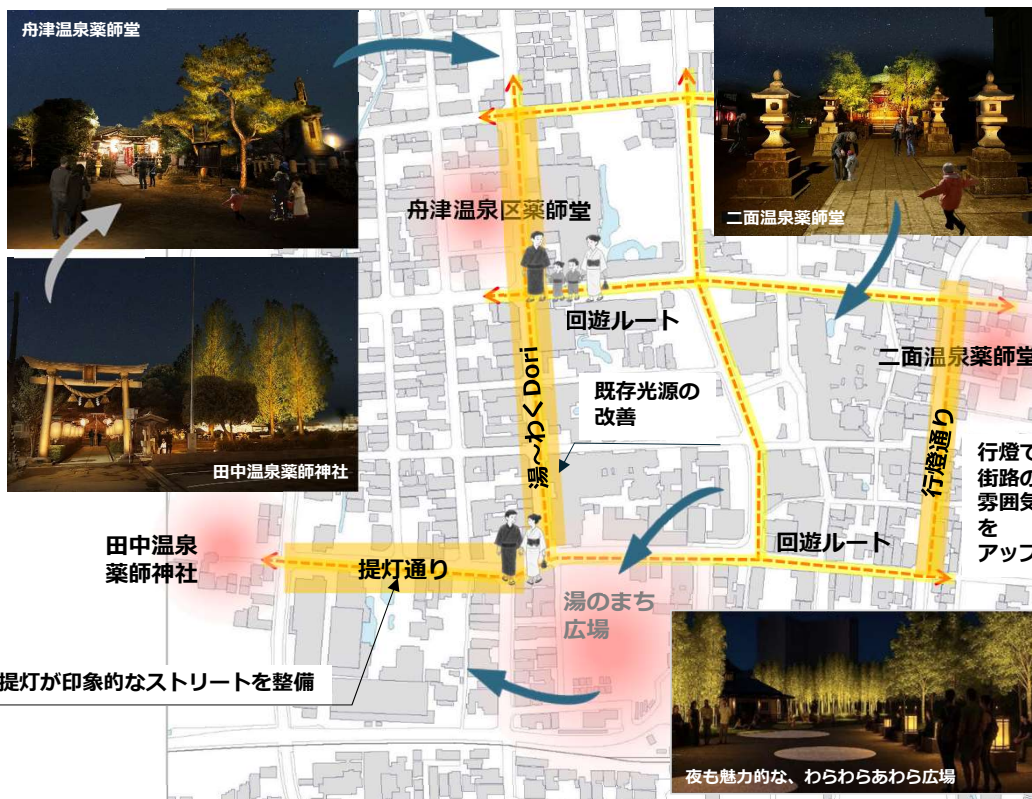 舟津温泉薬師堂
二面温泉薬師堂
舟津温泉区薬師堂
回遊ルート
二面温泉薬師堂
湯~わくDori
既存光源の
改善
行燈通り
行燈で
街路の
雰囲気
を
アップ
田中温泉薬師神社
田中温泉
薬師神社
提灯通り
回遊ルート
湯のまち
広場
提灯が印象的なストリートを整備
夜も魅力的な、わらわらあわら広場